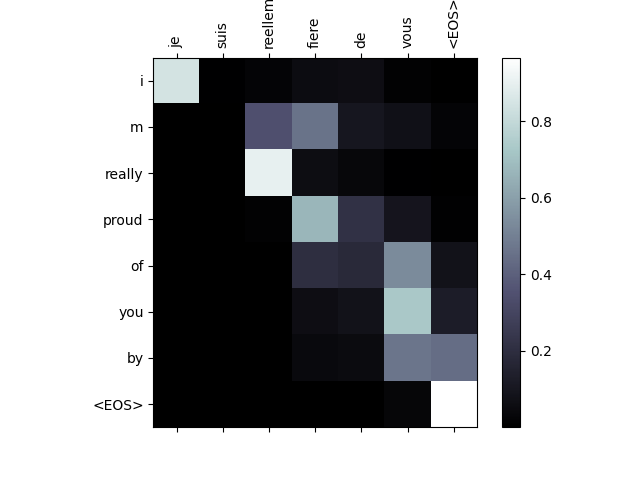 je suis reellem fiere de vous <EOS>
i
m
really
proud
of
you
by
<EOS>
0.8
0.6
0.4
0.2